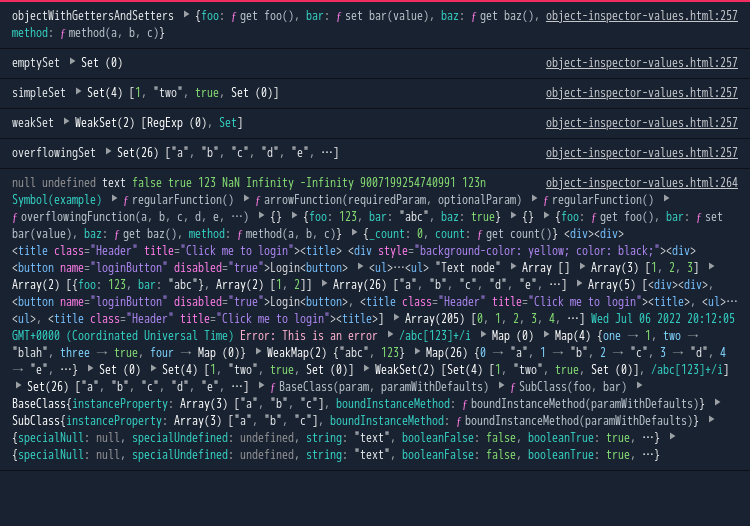 objectWithGettersAndSetters ▶ {foo: ƒ get foo(), bar: ƒ set bar(value), baz: ƒ get baz(), object-inspector-values.html:257
method: ƒ method(a, b, c)}
emptySet ▶ Set (0) object-inspector-values.html:257
simpleSet ▶ Set(4) [1, "two", true, Set (0)] object-inspector-values.html:257
weakSet ▶ WeakSet(2) [RegExp (0), Set] object-inspector-values.html:257
overflowingSet ▶ Set(26) ["a", "b", "c", "d", "e", …] object-inspector-values.html:257
null undefined text false true 123 NaN Infinity -Infinity 9007199254740991 123n object-inspector-values.html:264
Symbol(example) ▶ ƒ regularFunction() ▶ ƒ arrowFunction(requiredParam, optionalParam) ▶ ƒ regularFunction() ▶
ƒ overflowingFunction(a, b, c, d, e, …) ▶ {} ▶ {foo: 123, bar: "abc", baz: true} ▶ {} ▶ {foo: ƒ get foo(), bar: ƒ set
bar(value), baz: ƒ get baz(), method: ƒ method(a, b, c)} ▶ {_count: 0, count: ƒ get count()} <div><div>
<title class="Header" title="Click me to login"><title> <div style="background-color: yellow; color: black;"><div>
<button name="loginButton" disabled="true">Login<button> ▶ <ul>…<ul> "Text node" ▶ Array [] ▶ Array(3) [1, 2, 3] ▶
Array(2) [{foo: 123, bar: "abc"}, Array(2) [1, 2]] ▶ Array(26) ["a", "b", "c", "d", "e", …] ▶ Array(5) [<div><div>,
<button name="loginButton" disabled="true">Login<button>, <title class="Header" title="Click me to login"><title>, <ul>…
<ul>, <title class="Header" title="Click me to login"><title>] ▶ Array(205) [0, 1, 2, 3, 4, …] Wed Jul 06 2022 20:12:05
GMT+0000 (Coordinated Universal Time) Error: This is an error ▶ /abc[123]+/i ▶ Map (0) ▶ Map(4) {one → 1, two →
"blah", three → true, four → Map (0)} ▶ WeakMap(2) {"abc", 123} ▶ Map(26) {0 → "a", 1 → "b", 2 → "c", 3 → "d", 4
→ "e", …} ▶ Set (0) ▶ Set(4) [1, "two", true, Set (0)] ▶ WeakSet(2) [Set(4) [1, "two", true, Set (0)], /abc[123]+/i]
▶ Set(26) ["a", "b", "c", "d", "e", …] ▶ ƒ BaseClass(param, paramWithDefaults) ▶ ƒ SubClass(foo, bar) ▶
BaseClass{instanceProperty: Array(3) ["a", "b", "c"], boundInstanceMethod: ƒ boundInstanceMethod(paramWithDefaults)} ▶
SubClass{instanceProperty: Array(3) ["a", "b", "c"], boundInstanceMethod: ƒ boundInstanceMethod(paramWithDefaults)} ▶
{specialNull: null, specialUndefined: undefined, string: "text", booleanFalse: false, booleanTrue: true, …} ▶
{specialNull: null, specialUndefined: undefined, string: "text", booleanFalse: false, booleanTrue: true, …}